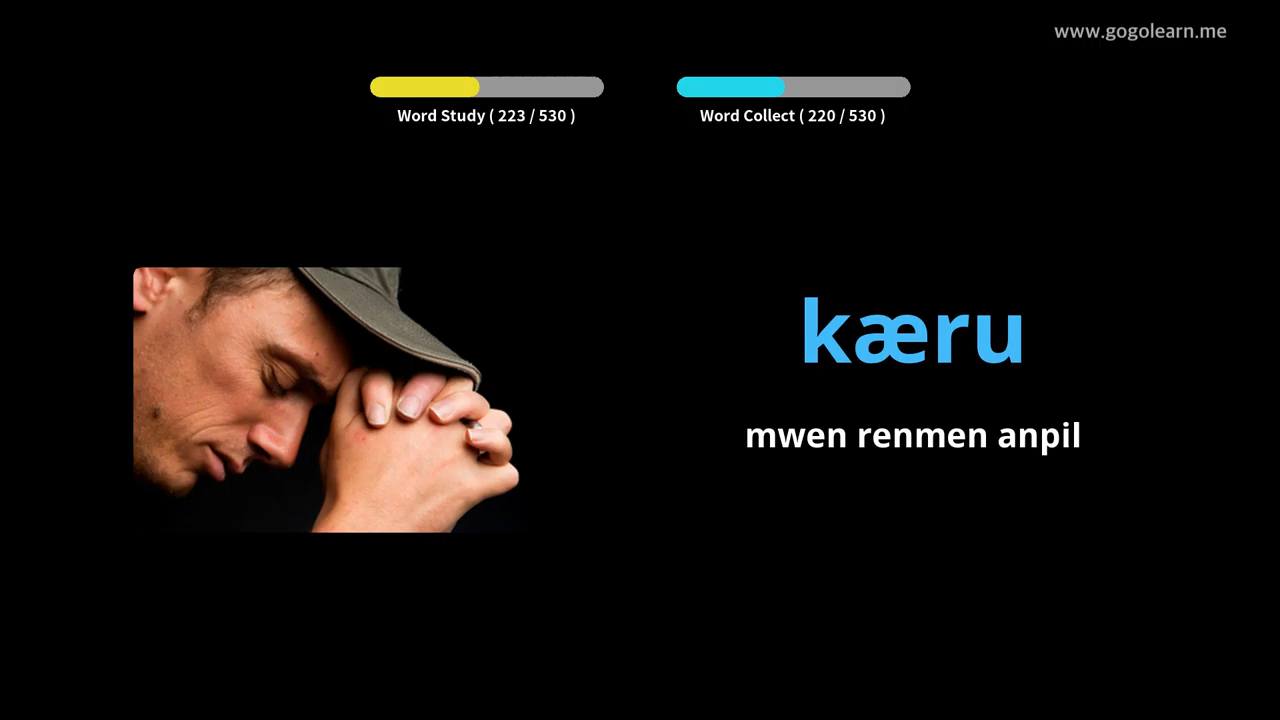 www.gogolearn.me
Word Study ( 223 / 530 )
Word Collect ( 220 / 530 )
kæru
mwen renmen anpil